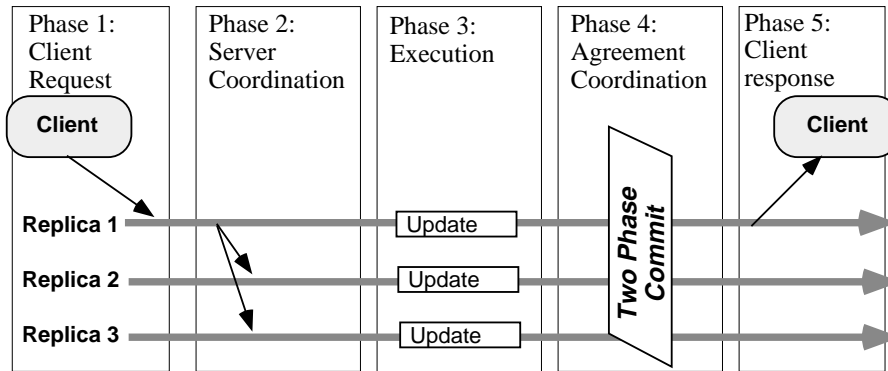 Phase 1:
Client
Request
Phase 2:
Server
Coordination
Phase 3:
Execution
Phase 4:
Agreement
Coordination
Phase 5:
Client
response
Client
Client
Replica 1
Update
Replica 2
Update
Replica 3
Update
Two Phase
Commit